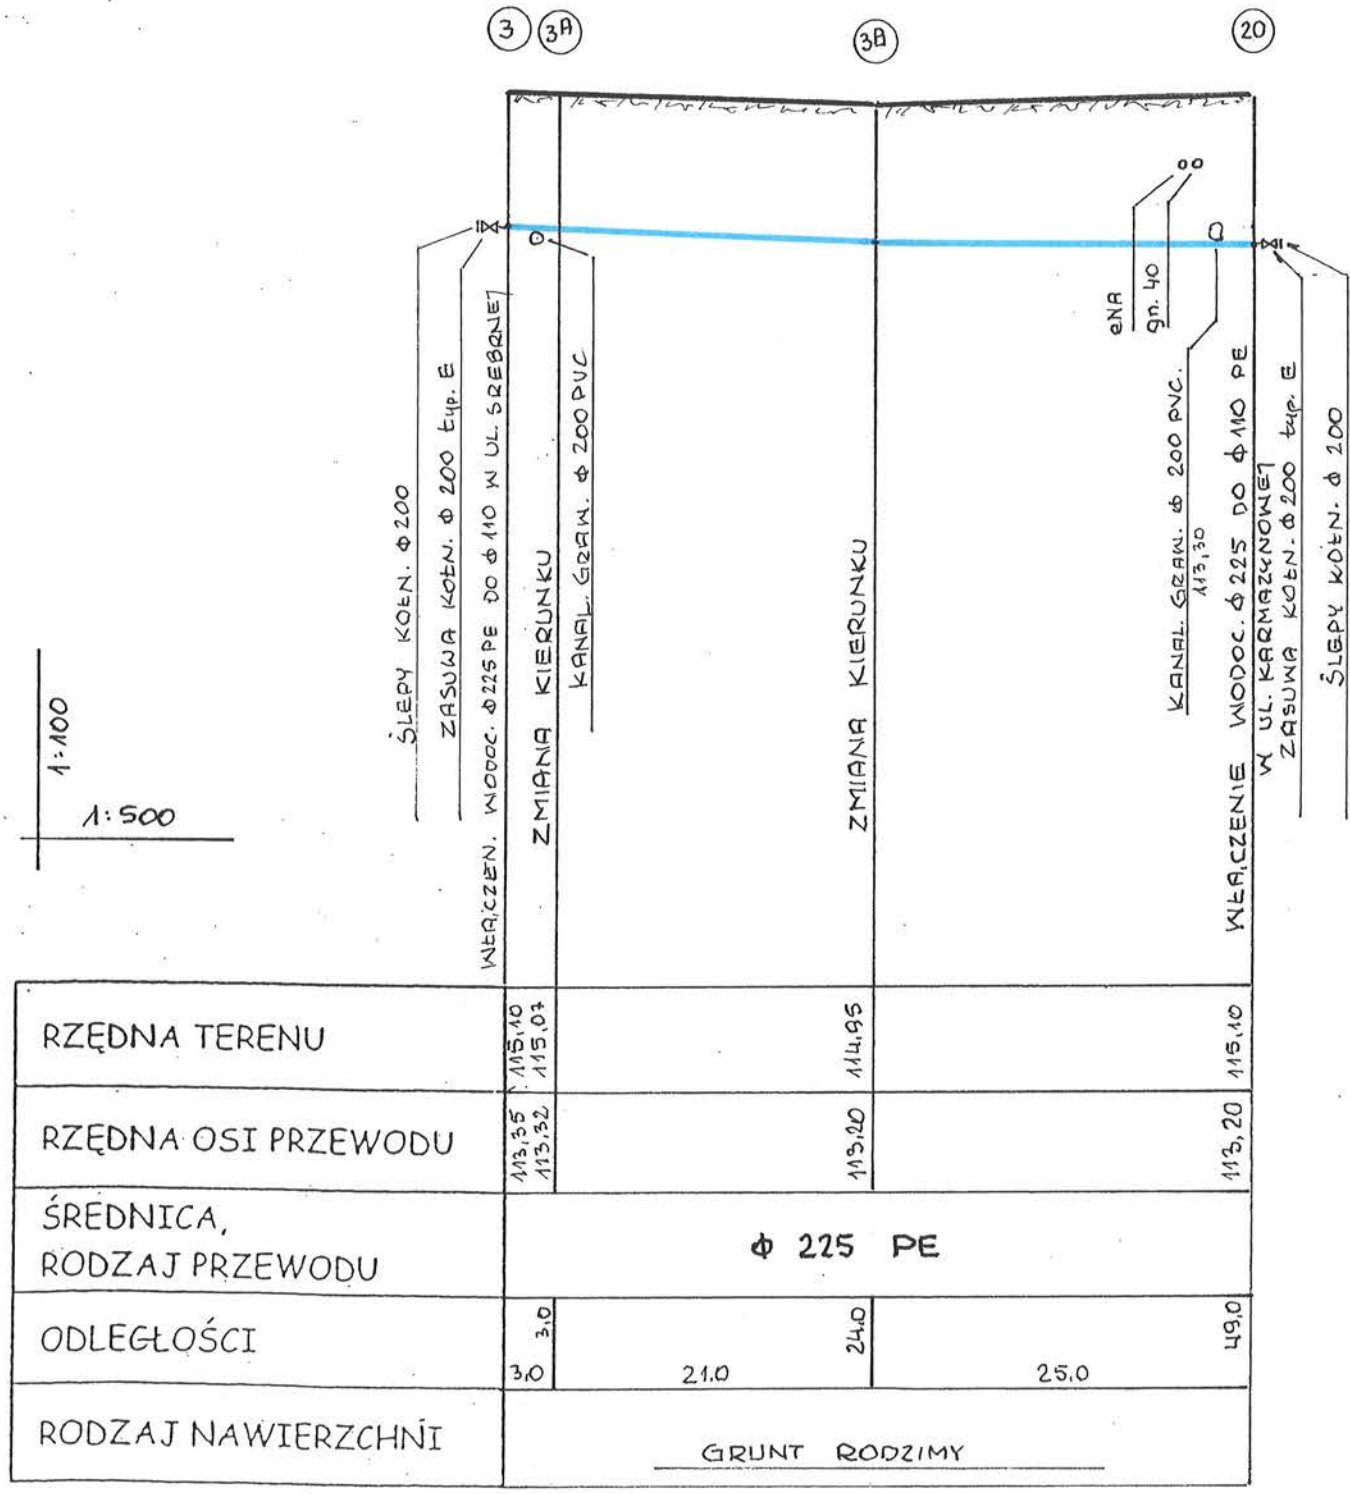 3
3A
3B
20
ŚLEPY KOŁN. Φ200
ZASUWA KOŁN. Φ 200 typ. E
WŁĄCZEN. WODOC. Φ225 PE DO Φ110 W UL. SREBRNEJ
ZMIANA KIERUNKU
KANAL. GRAW. Φ 200 PVC
ZMIANA KIERUNKU
eNA
gn. 40
KANAL. GRAW. Φ 200 PVC.
113,30
WŁĄCZENIE WODOC. Φ225 DO Φ110 PE
W UL. KARMAZYNOWEJ
ZASUWA KOŁN. Φ200 typ. E
ŚLEPY KOŁN. Φ 200
1:100
1:500
RZĘDNA TERENU
115,10
115,07
114,95
115,10
RZĘDNA OSI PRZEWODU
113,35
113,32
113,20
113,20
ŚREDNICA,
RODZAJ PRZEWODU
Φ 225 PE
ODLEGŁOŚCI
3,0
24,0
49,0
3,0
21.0
25.0
RODZAJ NAWIERZCHNI
GRUNT RODZIMY